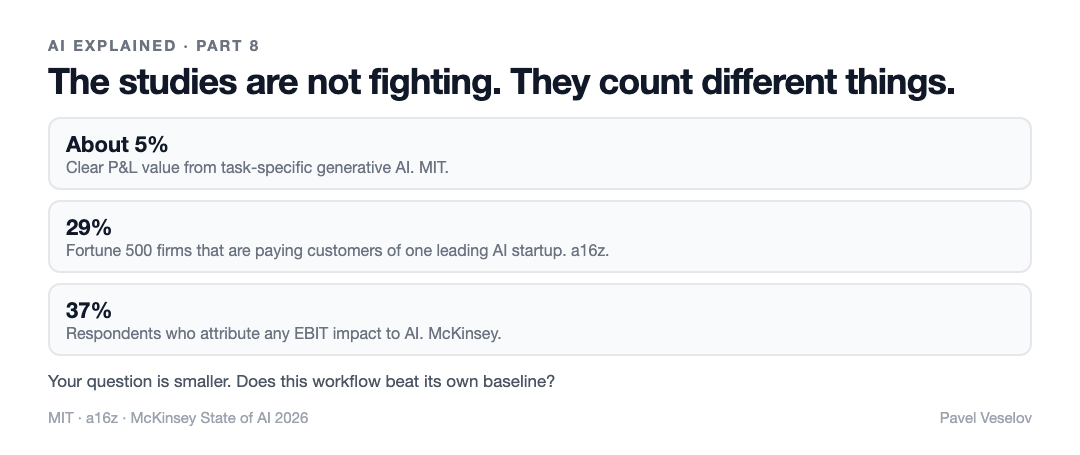 AI EXPLAINED · PART 8
The studies are not fighting. They count different things.
About 5%
Clear P&L value from task-specific generative AI. MIT.
29%
Fortune 500 firms that are paying customers of one leading AI startup. a16z.
37%
Respondents who attribute any EBIT impact to AI. McKinsey.
Your question is smaller. Does this workflow beat its own baseline?
MIT · a16z · McKinsey State of AI 2026
Pavel Veselov